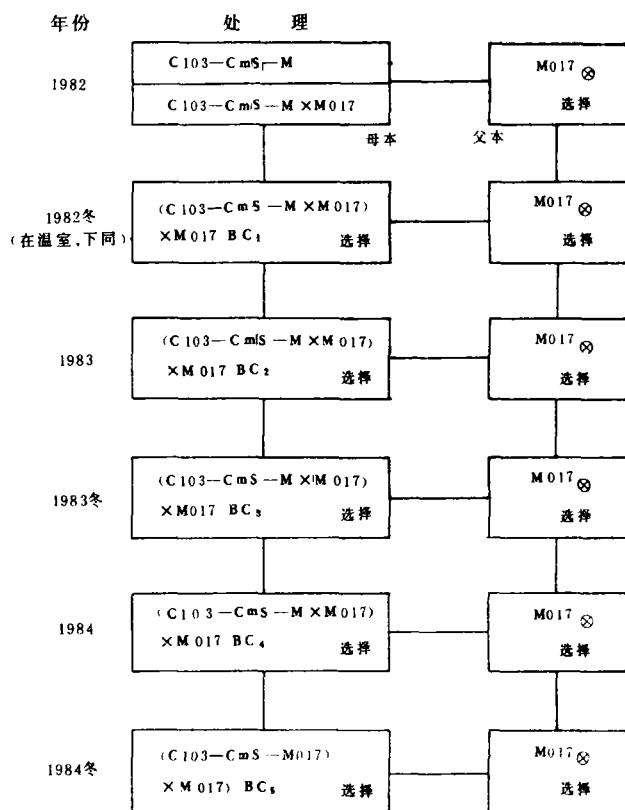 年份 处 理
C103—CmS—M
M017 ⊗
1982
选择
C103—CmS—M×M017
母本 父本
(C103—CmS—M×M017)
M017 ⊗
1982冬
(在温室,下同)
×M017 BC₁ 选择
选择
(C103—CmS—M×M017)
M017 ⊗
1983
×M017 BC₂ 选择
选择
(C103—CmS—M×M017)
M017 ⊗
1983冬
×M017 BC₃ 选择
选择
(C103—CmS—M×M017)
M017 ⊗
1984
×M017 BC₄ 选择
选择
(C103—CmS—M017)
M017 ⊗
1984冬
×M017) BC₅ 选择
选择